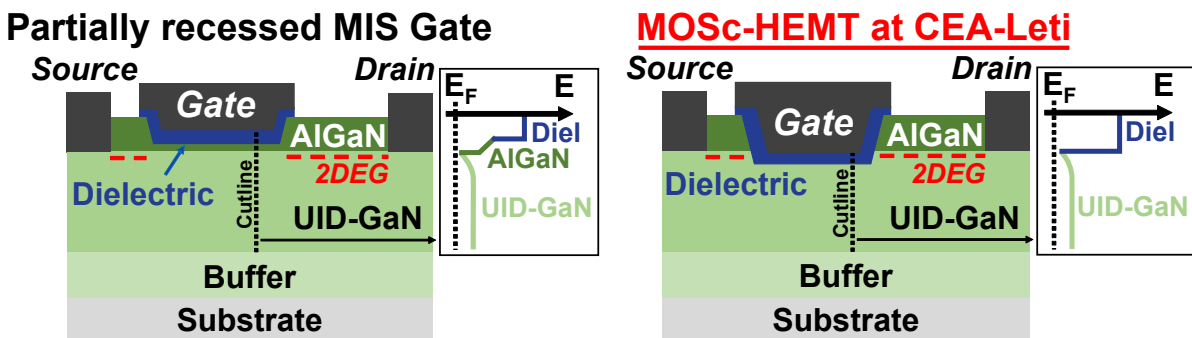 Partially recessed MIS Gate
Source
Drain
Gate
AlGaN
2DEG
Dielectric
Cutline
UID-GaN
Buffer
Substrate
E_F
E
Diel
AlGaN
UID-GaN
MOSc-HEMT at CEA-Leti
Source
Drain
Gate
AlGaN
2DEG
Dielectric
Cutline
UID-GaN
Buffer
Substrate
E_F
E
Diel
UID-GaN